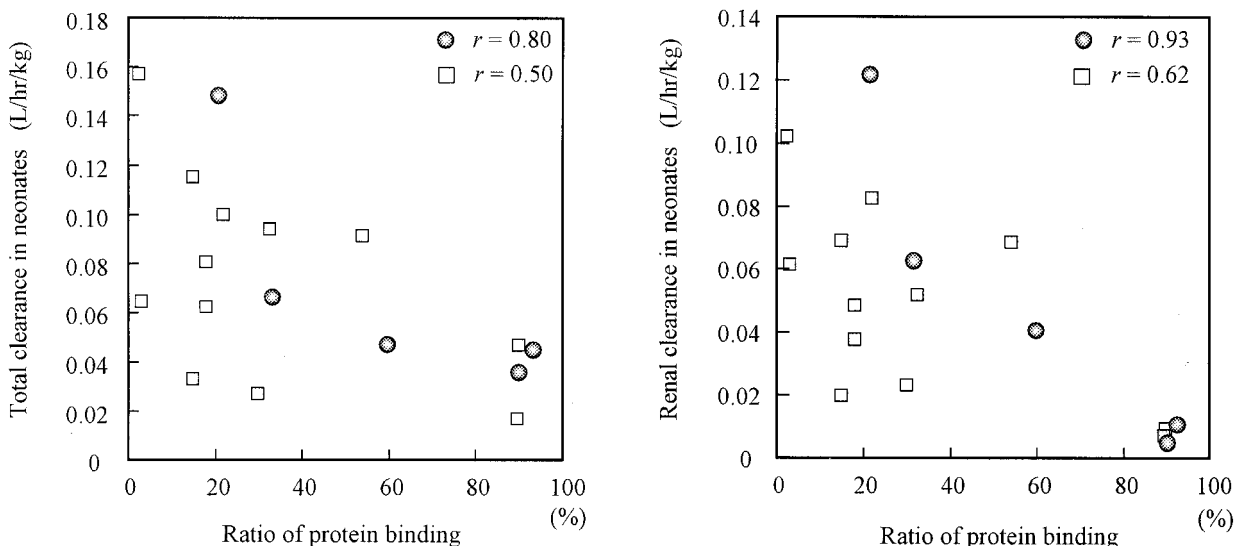 Total clearance in neonates (L/hr/kg)
0.18
0.16
0.14
0.12
0.10
0.08
0.06
0.04
0.02
0
r = 0.80
r = 0.50
0 20 40 60 80 100
(%)
Ratio of protein binding
Renal clearance in neonates (L/hr/kg)
0.14
0.12
0.10
0.08
0.06
0.04
0.02
0
r = 0.93
r = 0.62
0 20 40 60 80 100
(%)
Ratio of protein binding